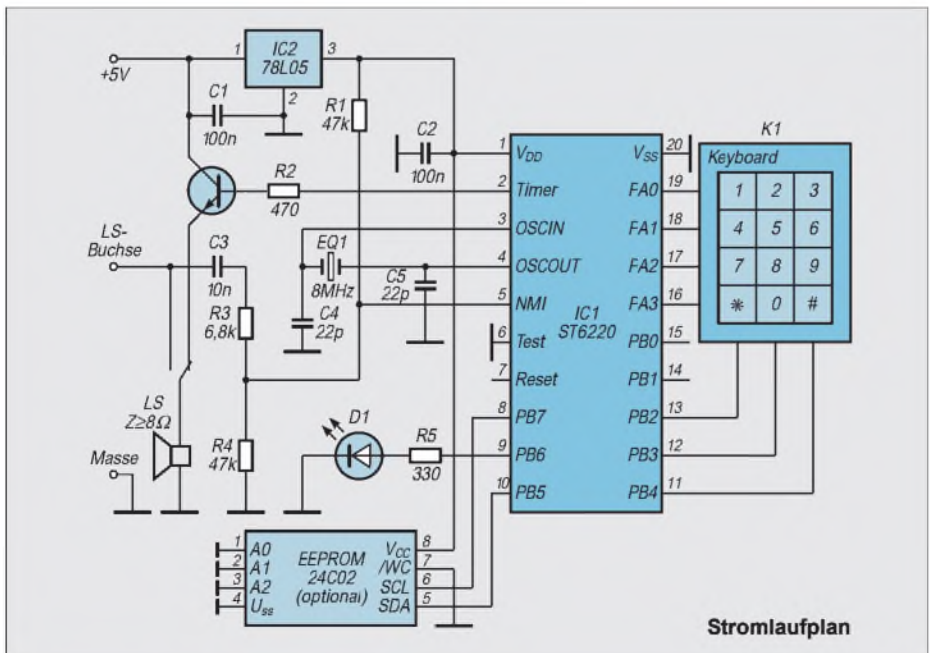 1
IC2
78L05
3
2
+5V
C1
100n
R1
47k
C2
100n
R2
470
LS-
Buchse
C3
10n
R3
6,8k
EQ1
8MHz
C4
22p
C5
22p
LS
Z≥8Ω
Masse
R4
47k
D1
R5
330
1 VDD
2 Timer
3 OSCIN
4 OSCOUT
5 NMI
6 Test
7 Reset
8 PB7
9 PB6
10 PB5
IC1
ST6220
VSS 20
FA0 19
FA1 18
FA2 17
FA3 16
PB0 15
PB1 14
PB2 13
PB3 12
PB4 11
K1
Keyboard
1 2 3
4 5 6
7 8 9
* 0 #
1 A0
2 A1
3 A2
4 Uss
EEPROM
24C02
(optional)
VCC 8
/WC 7
SCL 6
SDA 5
Stromlaufplan